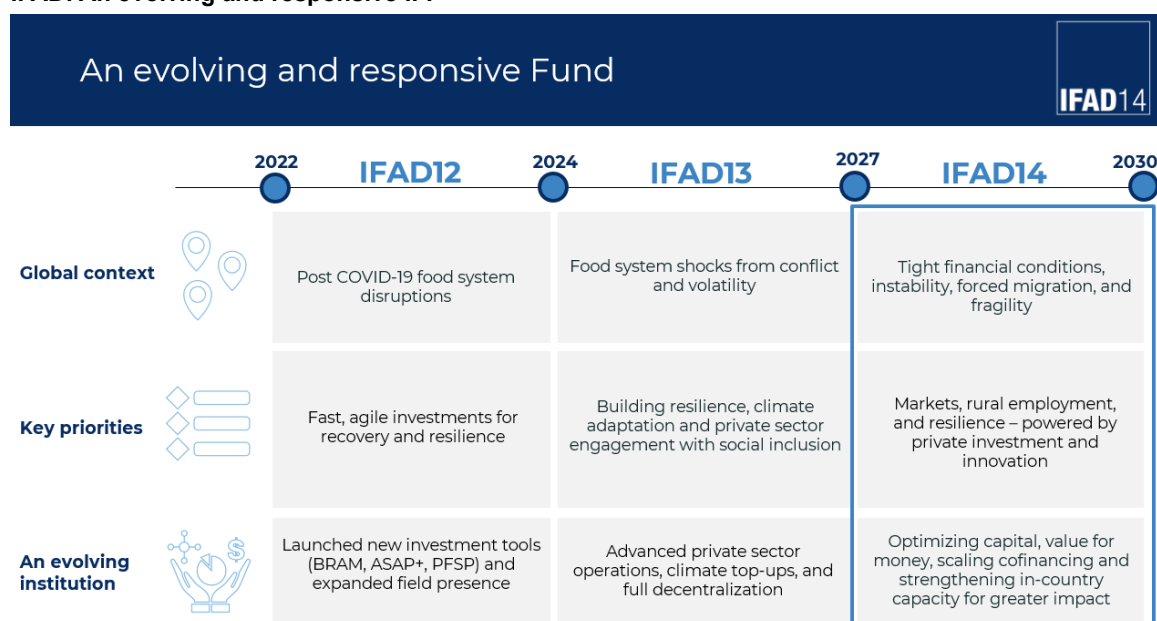 An evolving and responsive Fund
IFAD14
2022
IFAD12
2024
IFAD13
2027
IFAD14
2030
Global context
Post COVID-19 food system
disruptions
Food system shocks from conflict
and volatility
Tight financial conditions,
instability, forced migration, and
fragility
Key priorities
Fast, agile investments for
recovery and resilience
Building resilience, climate
adaptation and private sector
engagement with social inclusion
Markets, rural employment,
and resilience – powered by
private investment and
innovation
An evolving
institution
Launched new investment tools
(BRAM, ASAP+, PFSP) and
expanded field presence
Advanced private sector
operations, climate top-ups, and
full decentralization
Optimizing capital, value for
money, scaling cofinancing and
strengthening in-country
capacity for greater impact